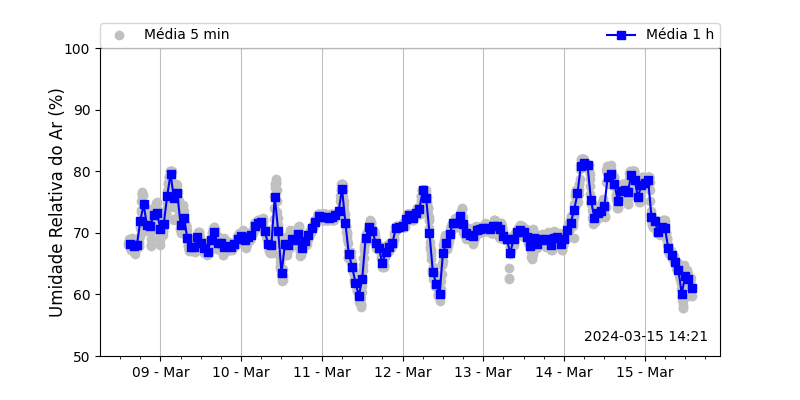 Média 5 min
Média 1 h
100
90
80
70
60
50
Umidade Relativa do Ar (%)
2024-03-15 14:21
09 - Mar
10 - Mar
11 - Mar
12 - Mar
13 - Mar
14 - Mar
15 - Mar